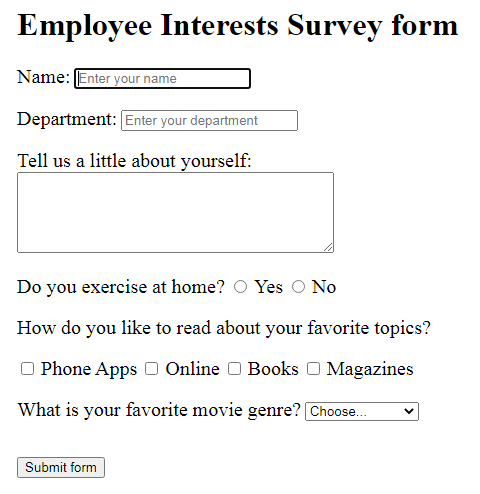 Employee Interests Survey form
Name: Enter your name
Department: Enter your department
Tell us a little about yourself:
Do you exercise at home? Yes No
How do you like to read about your favorite topics?
Phone Apps Online Books Magazines
What is your favorite movie genre? Choose...
Submit form